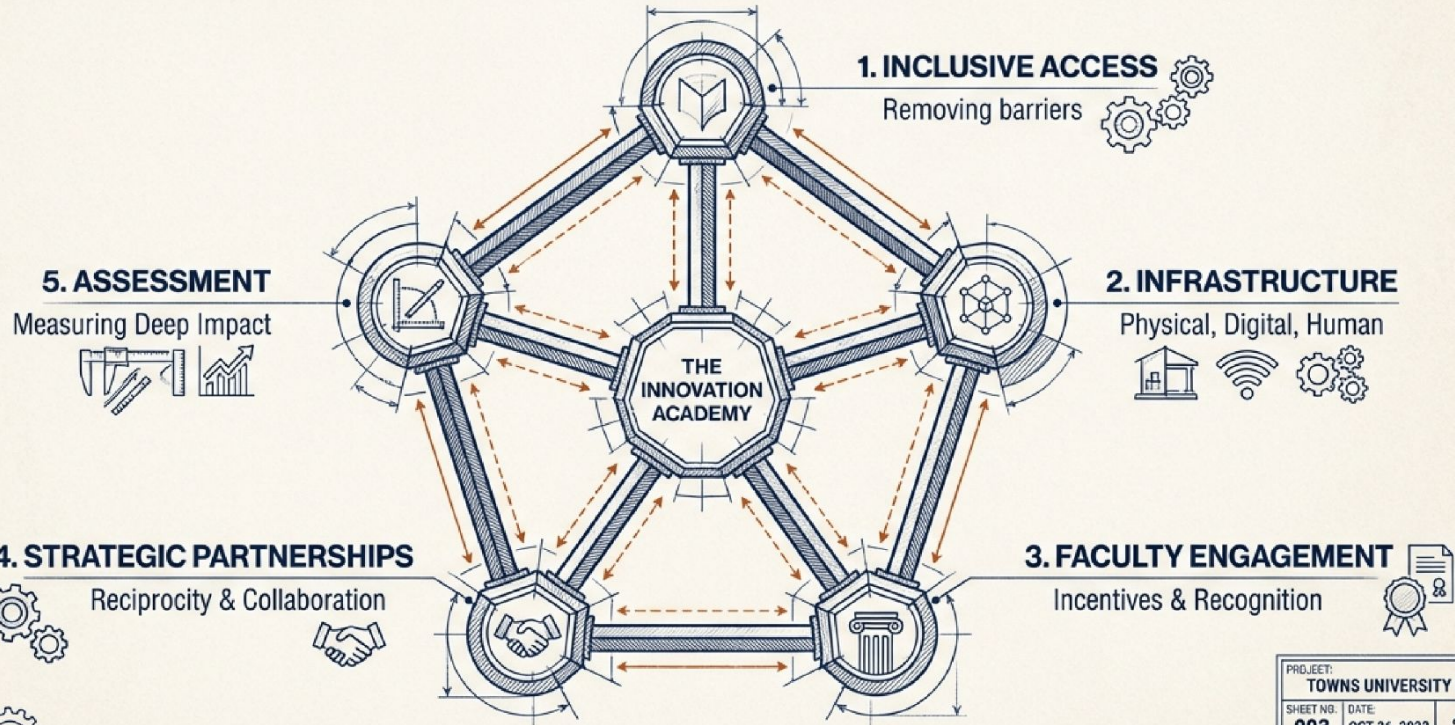 1. INCLUSIVE ACCESS
Removing barriers
5. ASSESSMENT
Measuring Deep Impact
2. INFRASTRUCTURE
Physical, Digital, Human
THE
INNOVATION
ACADEMY
4. STRATEGIC PARTNERSHIPS
Reciprocity & Collaboration
3. FACULTY ENGAGEMENT
Incentives & Recognition
PROJECT:
TOWNS UNIVERSITY
SHEET NO.
DATE: